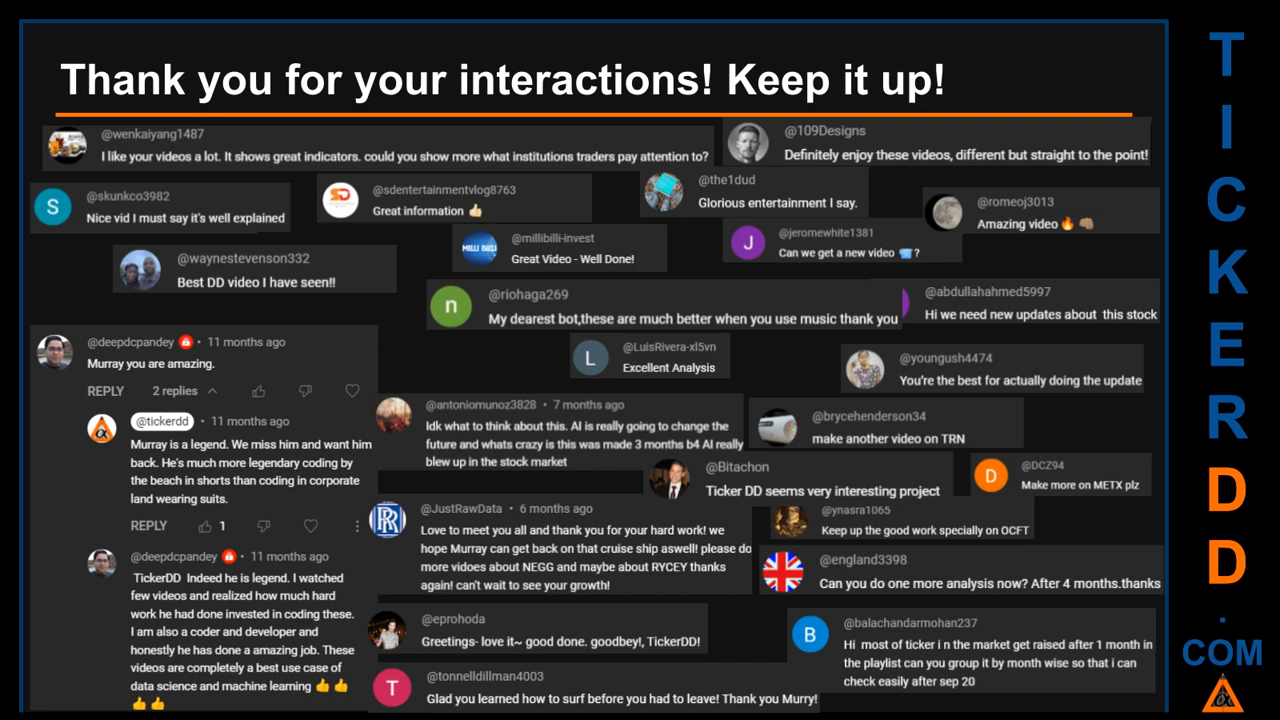 Thank you for your interactions! Keep it up!
@wenkaiyang1487
I like your videos a lot. It shows great indicators. could you show more what institutions traders pay attention to?
@109Designs
Definitely enjoy these videos, different but straight to the point!
@skunkco3982
Nice vid I must say it's well explained
@sdentertainmentvlog8763
Great information 👍🏻
@the1dud
Glorious entertainment I say.
@romeoj3013
Amazing video 🔥 👊🏽
@waynestevenson332
Best DD video I have seen!!
MILLI BILLI
@millibilli-invest
Great Video - Well Done!
J
@jeromewhite1381
Can we get a new video ?
n
@riohaga269
My dearest bot,these are much better when you use music thank you
@abdullahahmed5997
Hi we need new updates about this stock
L
@LuisRivera-xl5vn
Excellent Analysis
@youngush4474
You're the best for actually doing the update
@deepdcpandey • 11 months ago
Murray you are amazing.
REPLY 2 replies
@tickerdd • 11 months ago
Murray is a legend. We miss him and want him
back. He's much more legendary coding by
the beach in shorts than coding in corporate
land wearing suits.
REPLY 1
@deepdcpandey • 11 months ago
TickerDD Indeed he is legend. I watched
few videos and realized how much hard
work he had done invested in coding these.
I am also a coder and developer and
honestly he has done a amazing job. These
videos are completely a best use case of
data science and machine learning 👍 👍
👍 👍
@antoniomunoz3828 • 7 months ago
Idk what to think about this. AI is really going to change the
future and whats crazy is this was made 3 months b4 AI really
blew up in the stock market
@brycehenderson34
make another video on TRN
@Bitachon
Ticker DD seems very interesting project
D
@DCZ94
Make more on METX plz
@JustRawData • 6 months ago
Love to meet you all and thank you for your hard work! we
hope Murray can get back on that cruise ship aswell! please do
more vidoes about NEGG and maybe about RYCEY thanks
again! can't wait to see your growth!
@ynasra1065
Keep up the good work specially on OCFT
@england3398
Can you do one more analysis now? After 4 months.thanks
@eprohoda
Greetings- love it~ good done. goodbey!, TickerDD!
B
@balachandarmohan237
Hi most of ticker i n the market get raised after 1 month in
the playlist can you group it by month wise so that i can
check easily after sep 20
T
@tonnelldillman4003
Glad you learned how to surf before you had to leave! Thank you Murry!
S
RR
T
I
C
K
E
R
D
D
.
COM